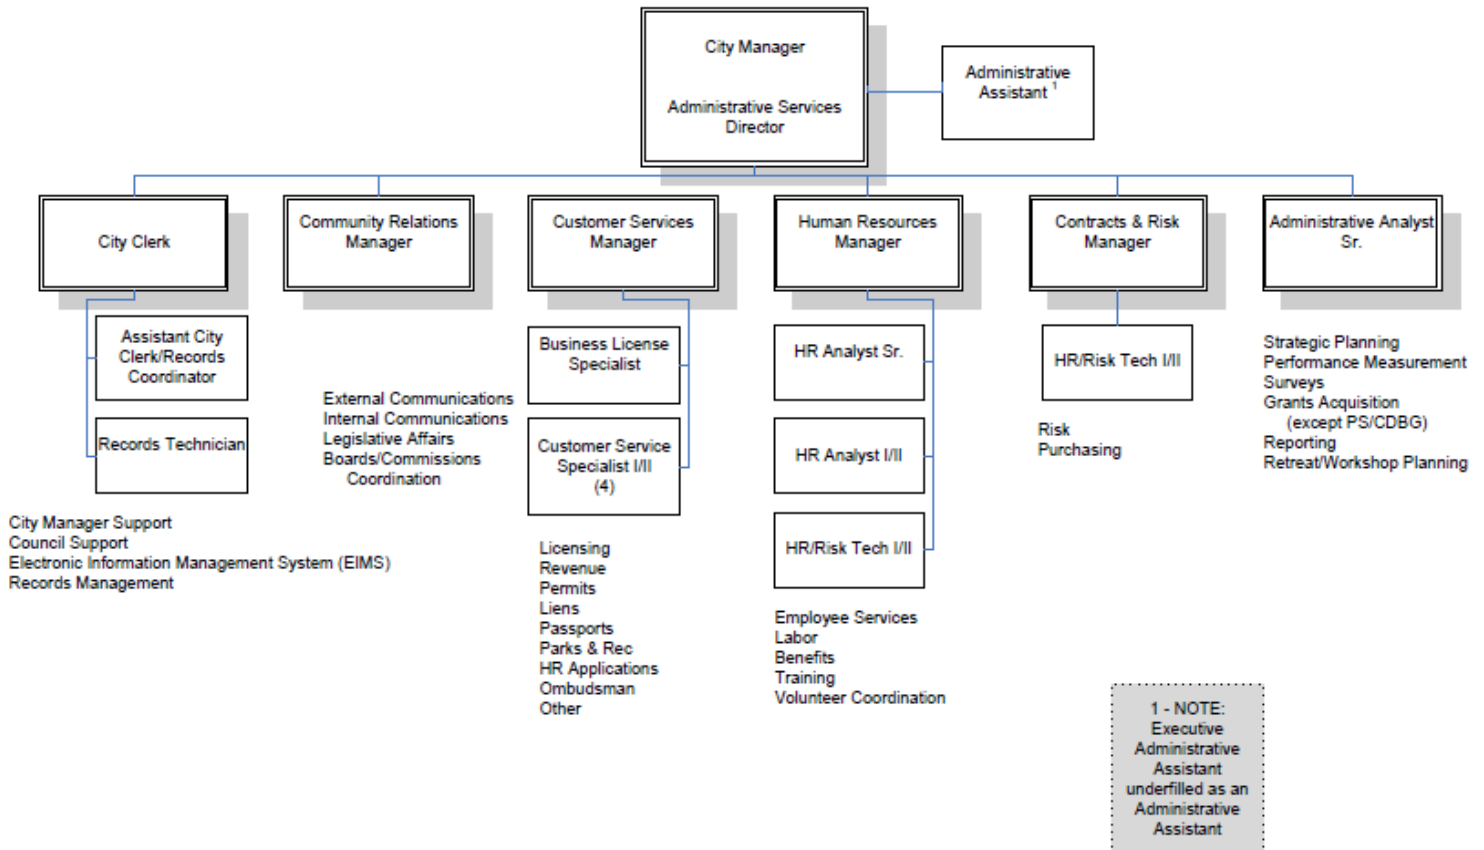 City Manager
Administrative Services
Director
Administrative
Assistant 1
City Clerk
Community Relations
Manager
Customer Services
Manager
Human Resources
Manager
Contracts & Risk
Manager
Administrative Analyst
Sr.
Assistant City
Clerk/Records
Coordinator
Records Technician
City Manager Support
Council Support
Electronic Information Management System (EIMS)
Records Management
External Communications
Internal Communications
Legislative Affairs
Boards/Commissions
Coordination
Business License
Specialist
Customer Service
Specialist I/II
(4)
Licensing
Revenue
Permits
Liens
Passports
Parks & Rec
HR Applications
Ombudsman
Other
HR Analyst Sr.
HR Analyst I/II
HR/Risk Tech I/II
Employee Services
Labor
Benefits
Training
Volunteer Coordination
HR/Risk Tech I/II
Risk
Purchasing
Strategic Planning
Performance Measurement
Surveys
Grants Acquisition
(except PS/CDBG)
Reporting
Retreat/Workshop Planning
1 - NOTE:
Executive
Administrative
Assistant
underfilled as an
Administrative
Assistant